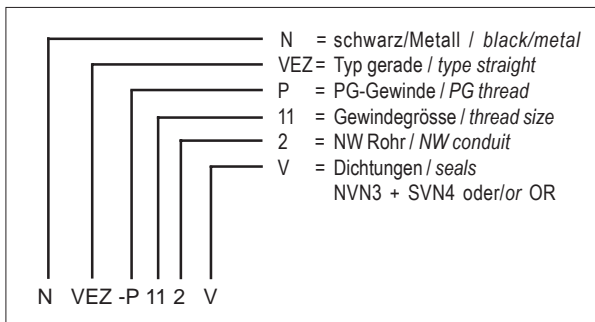 N = schwarz/Metall / black/metal
VEZ = Typ gerade / type straight
P = PG-Gewinde / PG thread
11 = Gewindegrösse / thread size
2 = NW Rohr / NW conduit
V = Dichtungen / seals
NVN3 + SVN4 oder/or OR
N VEZ -P 11 2 V